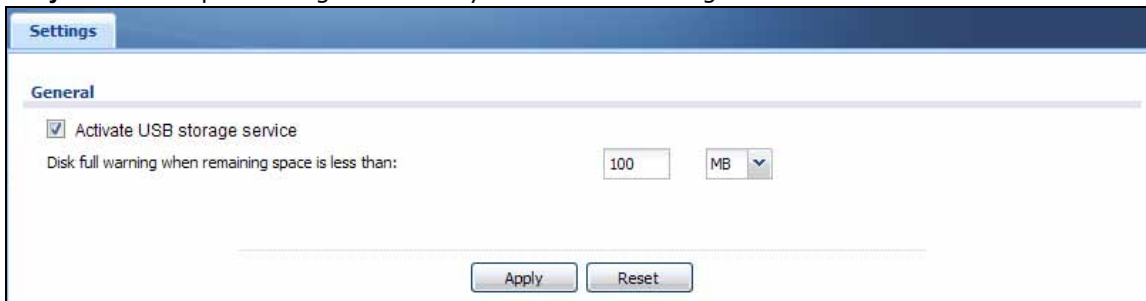 Settings
General
Activate USB storage service
Disk full warning when remaining space is less than: 100 MB
Apply Reset